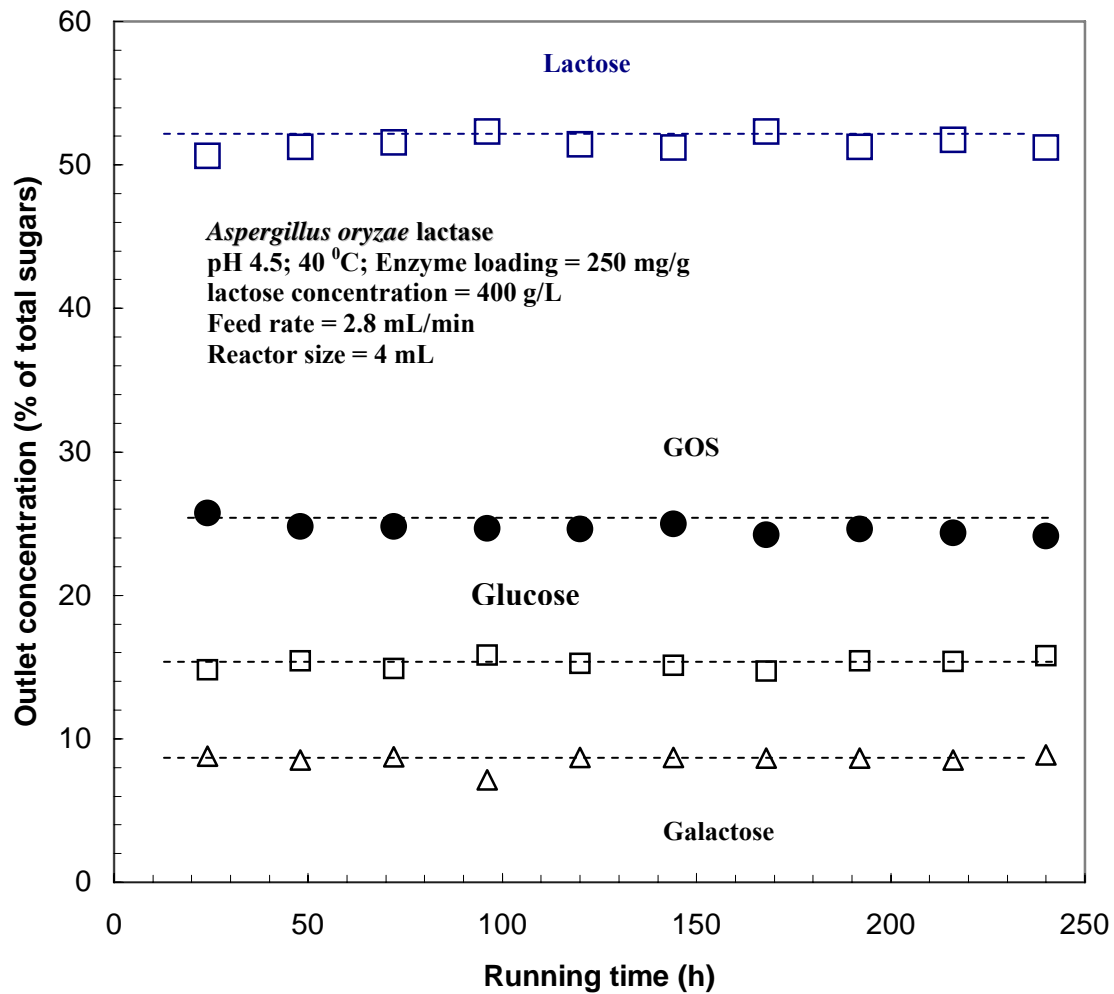 60
50
40
30
20
10
0
Outlet concentration (% of total sugars)
Lactose
Aspergillus oryzae lactase
pH 4.5; 40 ⁰C; Enzyme loading = 250 mg/g
lactose concentration = 400 g/L
Feed rate = 2.8 mL/min
Reactor size = 4 mL
GOS
Glucose
Galactose
0 50 100 150 200 250
Running time (h)